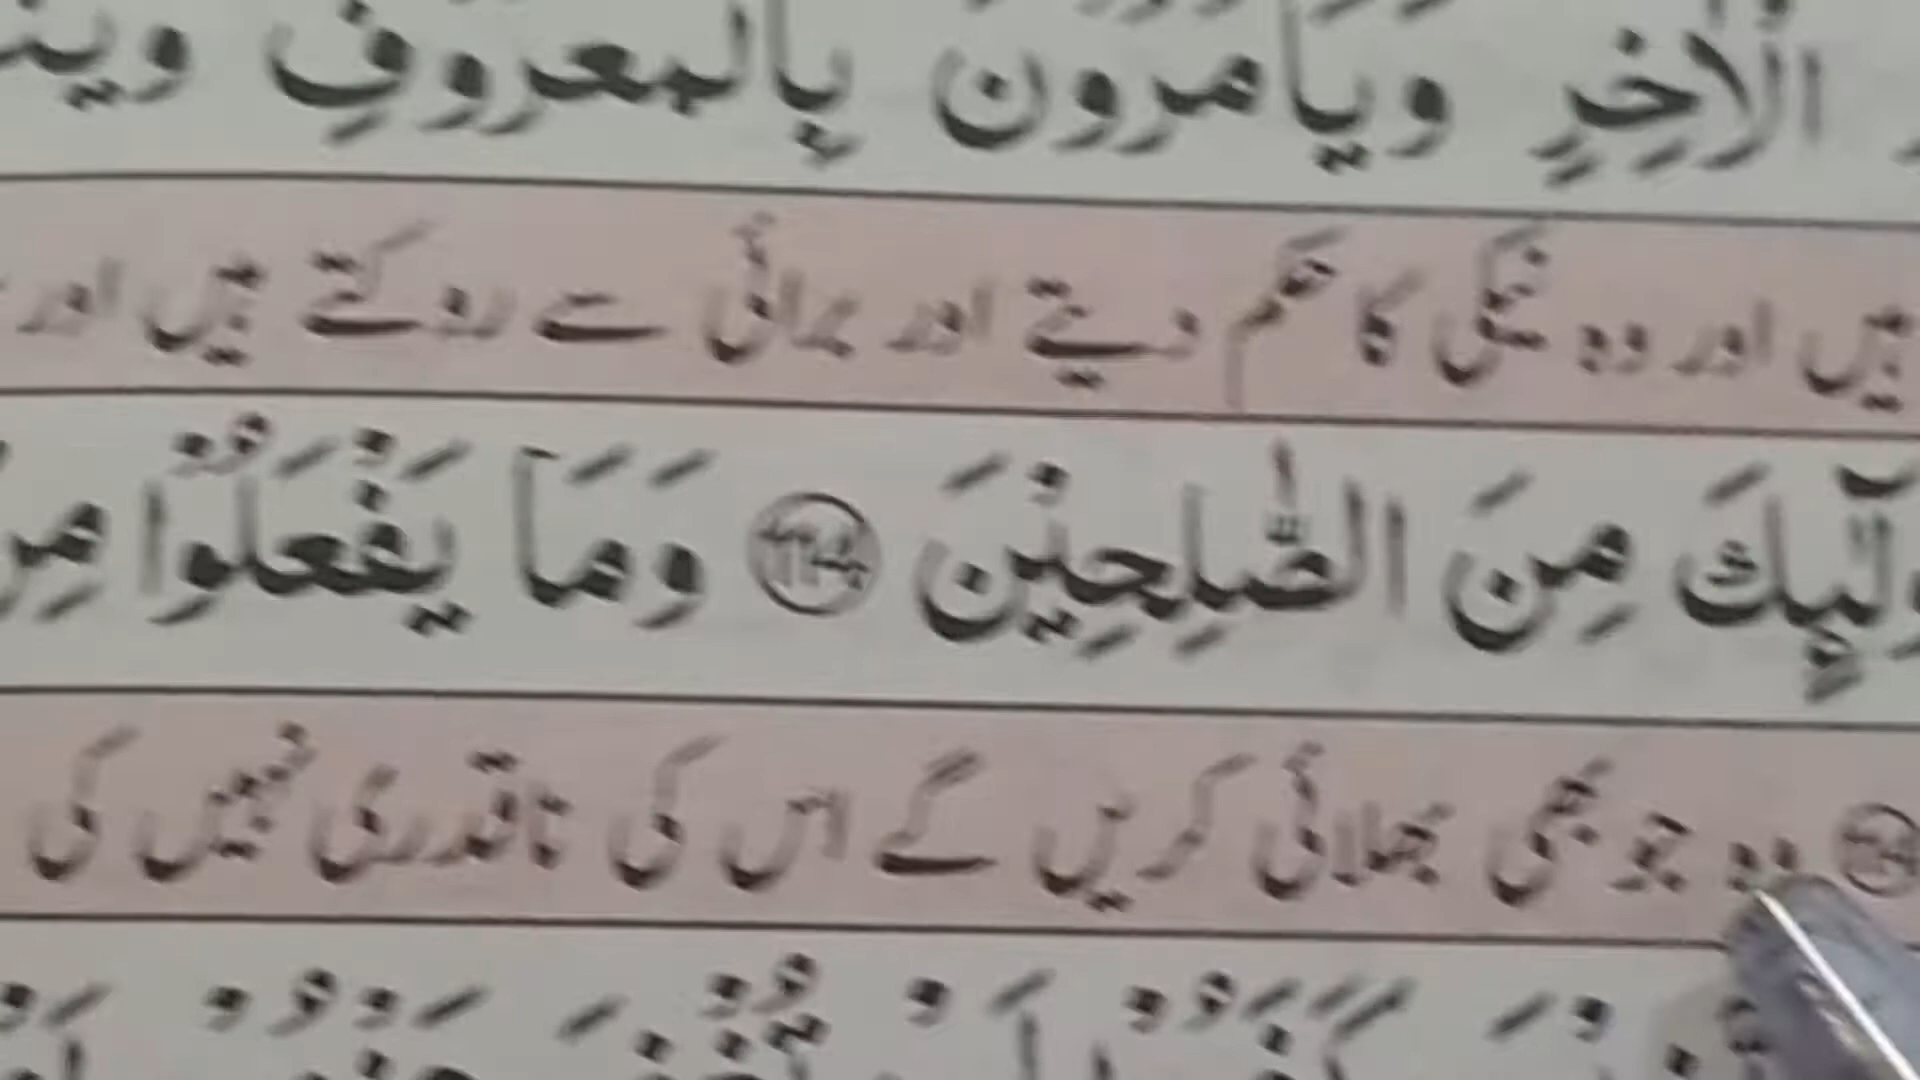 الْاٰخِرِ وَيَاْمُرُوْنَ بِالْمَعْرُوْفِ
ہیں اور وہ نیکی کا حکم دیتے اور برائی سے روکتے ہیں اور
ولٰٓئِكَ مِنَ الصّٰلِحِيْنَ ١١٤ وَمَا يَفْعَلُوْا مِنْ
وہ جو بھی بھلائی کریں گے اس کی ناقدری نہیں کی